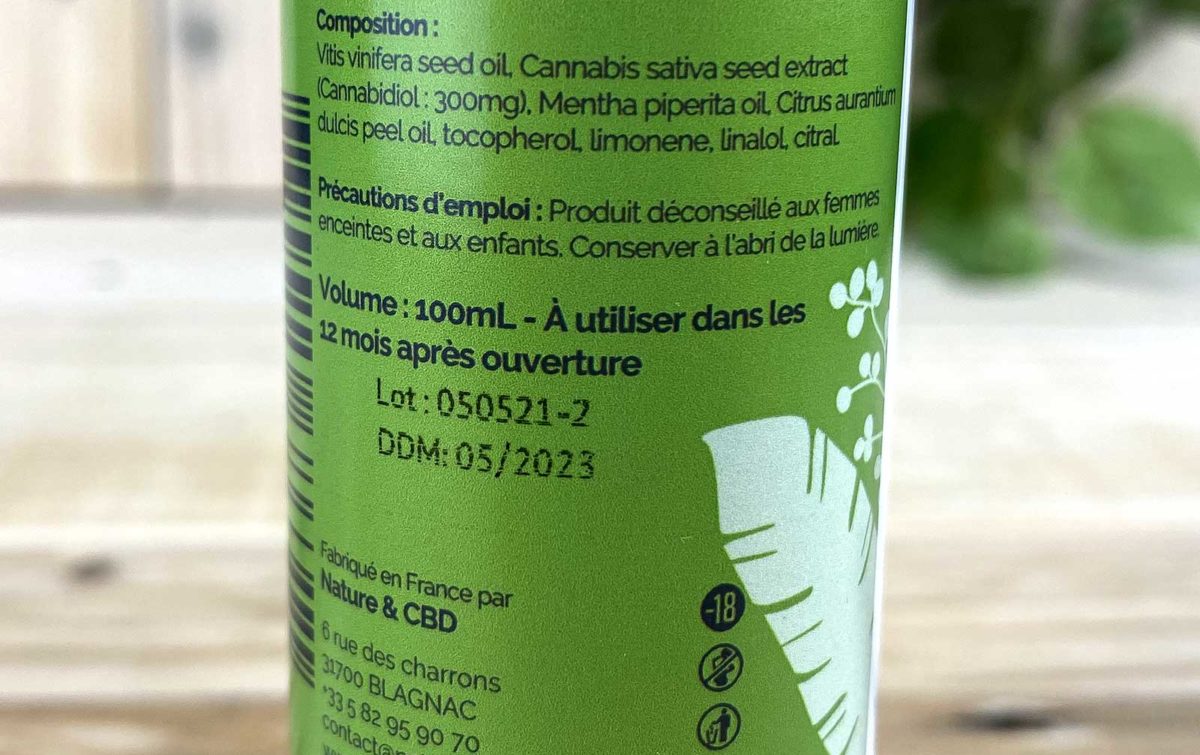 Composition :
Vitis vinifera seed oil, Cannabis sativa seed extract
(Cannabidiol : 300mg), Mentha piperita oil, Citrus aurantium
dulcis peel oil, tocopherol, limonene, linalol, citral.
Précautions d'emploi : Produit déconseillé aux femmes
enceintes et aux enfants. Conserver à l'abri de la lumière.
Volume : 100mL - À utiliser dans les
12 mois après ouverture
Lot : 050521-2
DDM: 05/2023
Fabriqué en France par
Nature & CBD
6 rue des charrons
31700 BLAGNAC
+33 5 82 95 90 70
-18